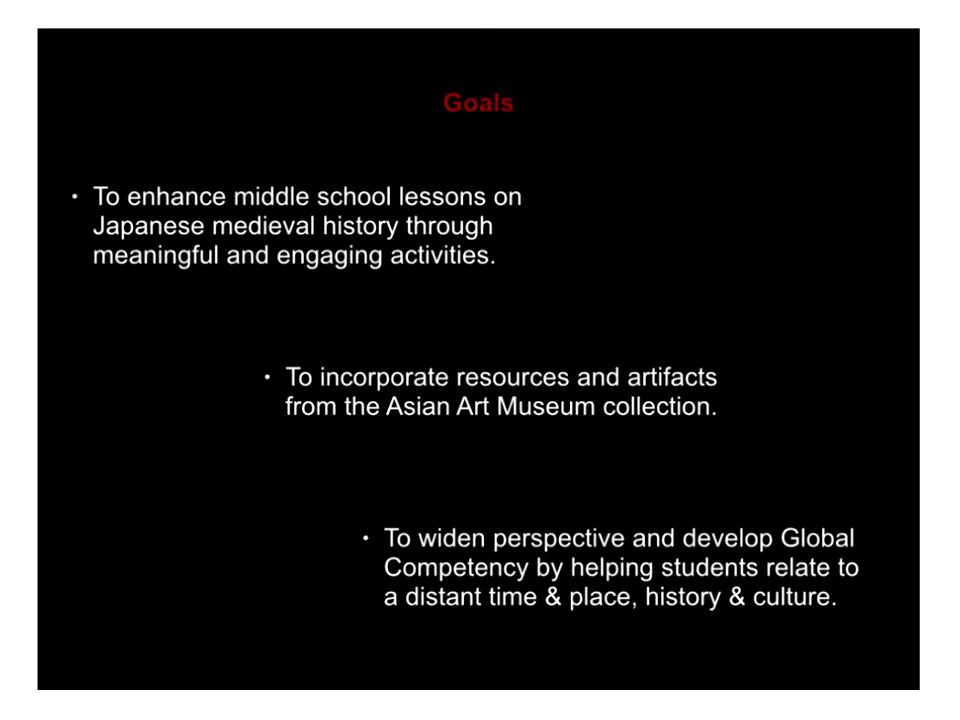 Goals
• To enhance middle school lessons on
Japanese medieval history through
meaningful and engaging activities.
• To incorporate resources and artifacts
from the Asian Art Museum collection.
• To widen perspective and develop Global
Competency by helping students relate to
a distant time & place, history & culture.